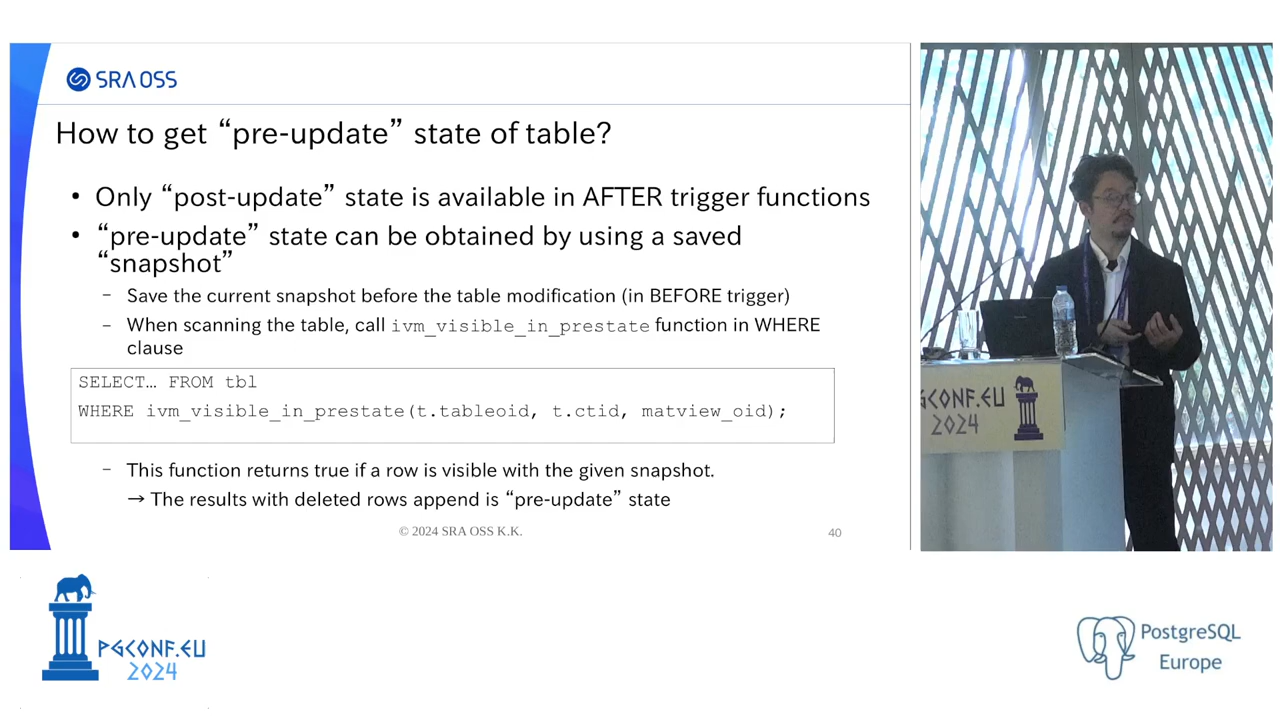 SRA OSS
How to get “pre-update” state of table?
• Only “post-update” state is available in AFTER trigger functions
• “pre-update” state can be obtained by using a saved
“snapshot”
– Save the current snapshot before the table modification (in BEFORE trigger)
– When scanning the table, call ivm_visible_in_prestate function in WHERE
clause
SELECT… FROM tbl
WHERE ivm_visible_in_prestate(t.tableoid, t.ctid, matview_oid);
– This function returns true if a row is visible with the given snapshot.
→ The results with deleted rows append is “pre-update” state
© 2024 SRA OSS K.K.
40
GCONF.EU
2024
PGCONF.EU
2024
PostgreSQL
Europe